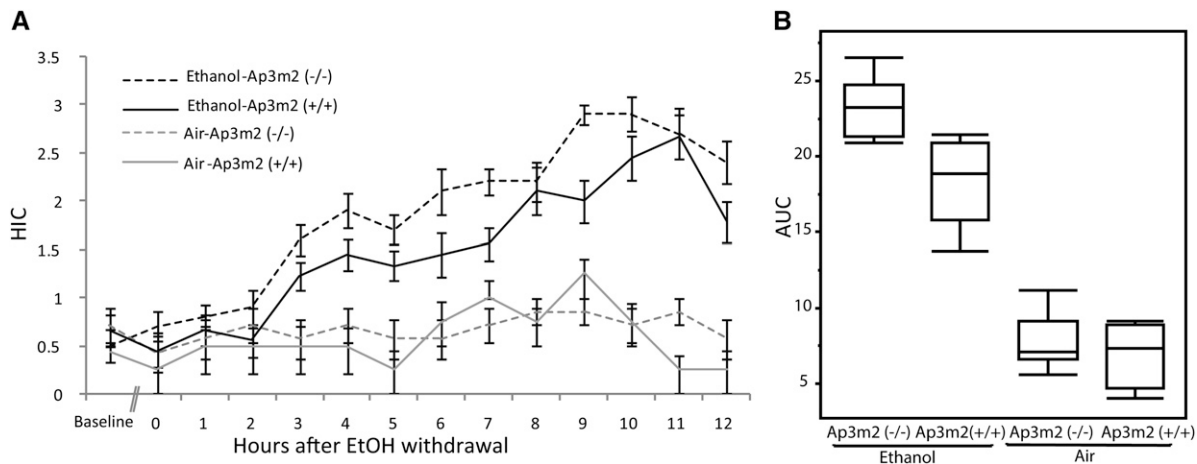 A
3.5
3
2.5
2
1.5
1
0.5
0
HIC
Ethanol-Ap3m2 (-/-)
Ethanol-Ap3m2 (+/+)
Air-Ap3m2 (-/-)
Air-Ap3m2 (+/+)
Baseline 0 1 2 3 4 5 6 7 8 9 10 11 12
Hours after EtOH withdrawal
B
25
20
15
10
5
AUC
Ap3m2 (-/-) Ap3m2(+/+) Ap3m2 (-/-) Ap3m2 (+/+)
Ethanol Air